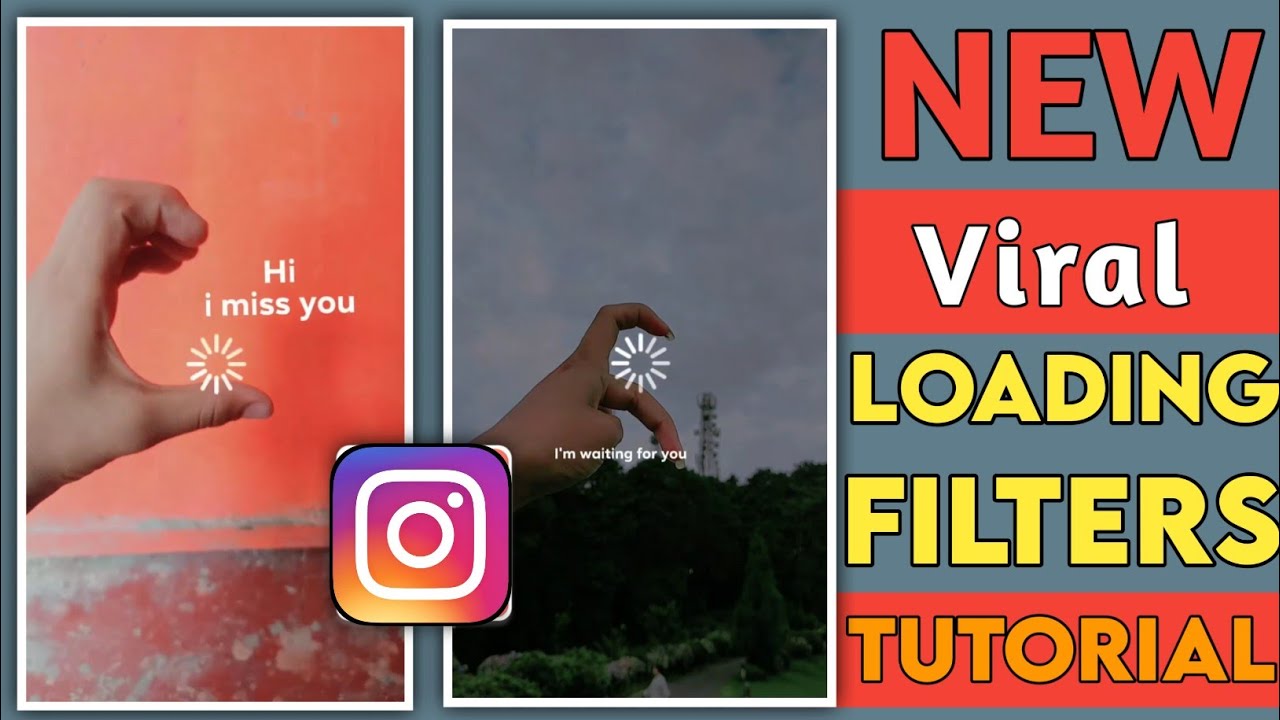 Hi
i miss you
I'm waiting for you
NEW
Viral
LOADING
FILTERS
TUTORIAL